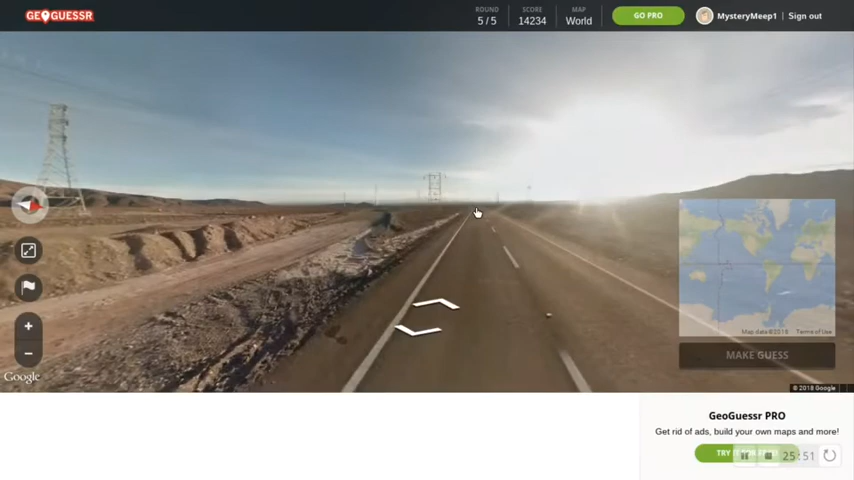 GEOGUESSR
ROUND
5 / 5
SCORE
14234
MAP
World
GO PRO
MysteryMeep1 | Sign out
+
−
Google
Map data ©2018
Terms of Use
MAKE GUESS
© 2018 Google
GeoGuessr PRO
Get rid of ads, build your own maps and more!
TRY
25:51